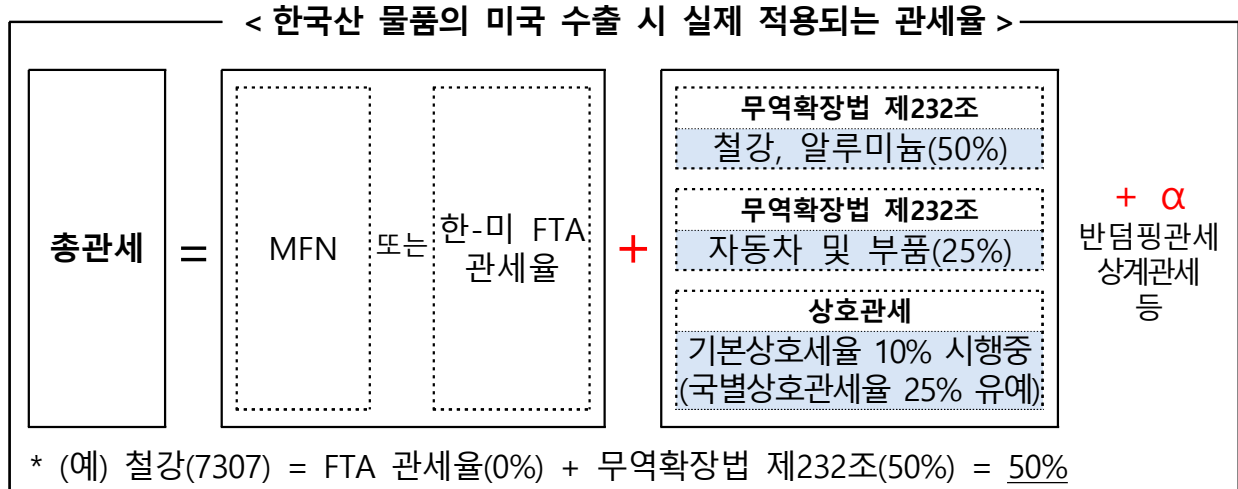 < 한국산 물품의 미국 수출 시 실제 적용되는 관세율 >
총관세
=
MFN
또는
한-미 FTA
관세율
+
무역확장법 제232조
철강, 알루미늄(50%)
무역확장법 제232조
자동차 및 부품(25%)
상호관세
기본상호세율 10% 시행중
(국별상호관세율 25% 유예)
+ α
반덤핑관세
상계관세
등
* (예) 철강(7307) = FTA 관세율(0%) + 무역확장법 제232조(50%) = 50%